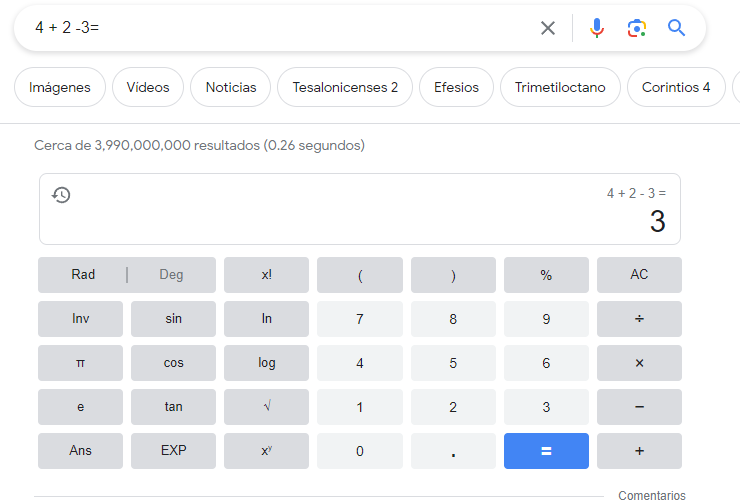 4 + 2 -3=
Imágenes Vídeos Noticias Tesalonicenses 2 Efesios Trimetiloctano Corintios 4
Cerca de 3,990,000,000 resultados (0.26 segundos)
4 + 2 - 3 =
3
Rad | Deg x! ( ) % AC
Inv sin ln 7 8 9 ÷
π cos log 4 5 6 ×
e tan √ 1 2 3 −
Ans EXP xʸ 0 . = +
Comentarios